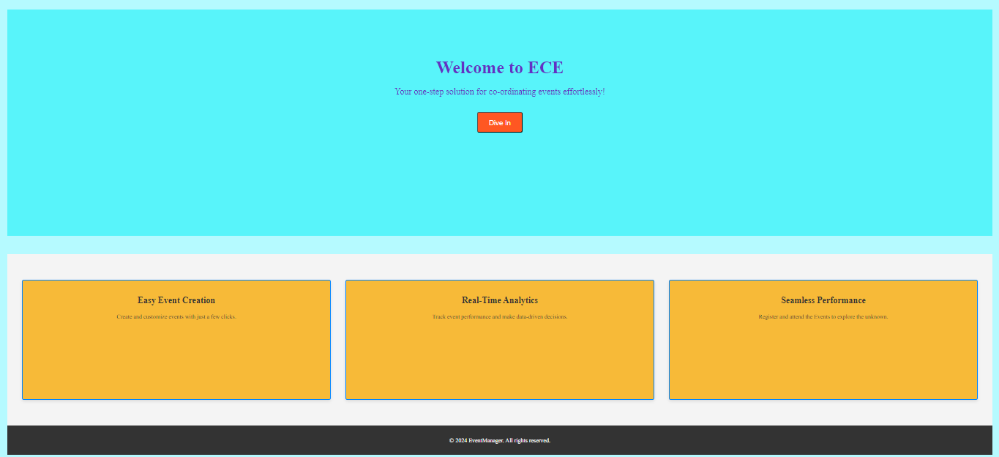 Welcome to ECE
Your one-step solution for co-ordinating events effortlessly!
Dive In
Easy Event Creation
Create and customize events with just a few clicks.
Real-Time Analytics
Track event performance and make data-driven decisions.
Seamless Performance
Register and attend the Events to explore the unknown.
© 2024 EventManager. All rights reserved.